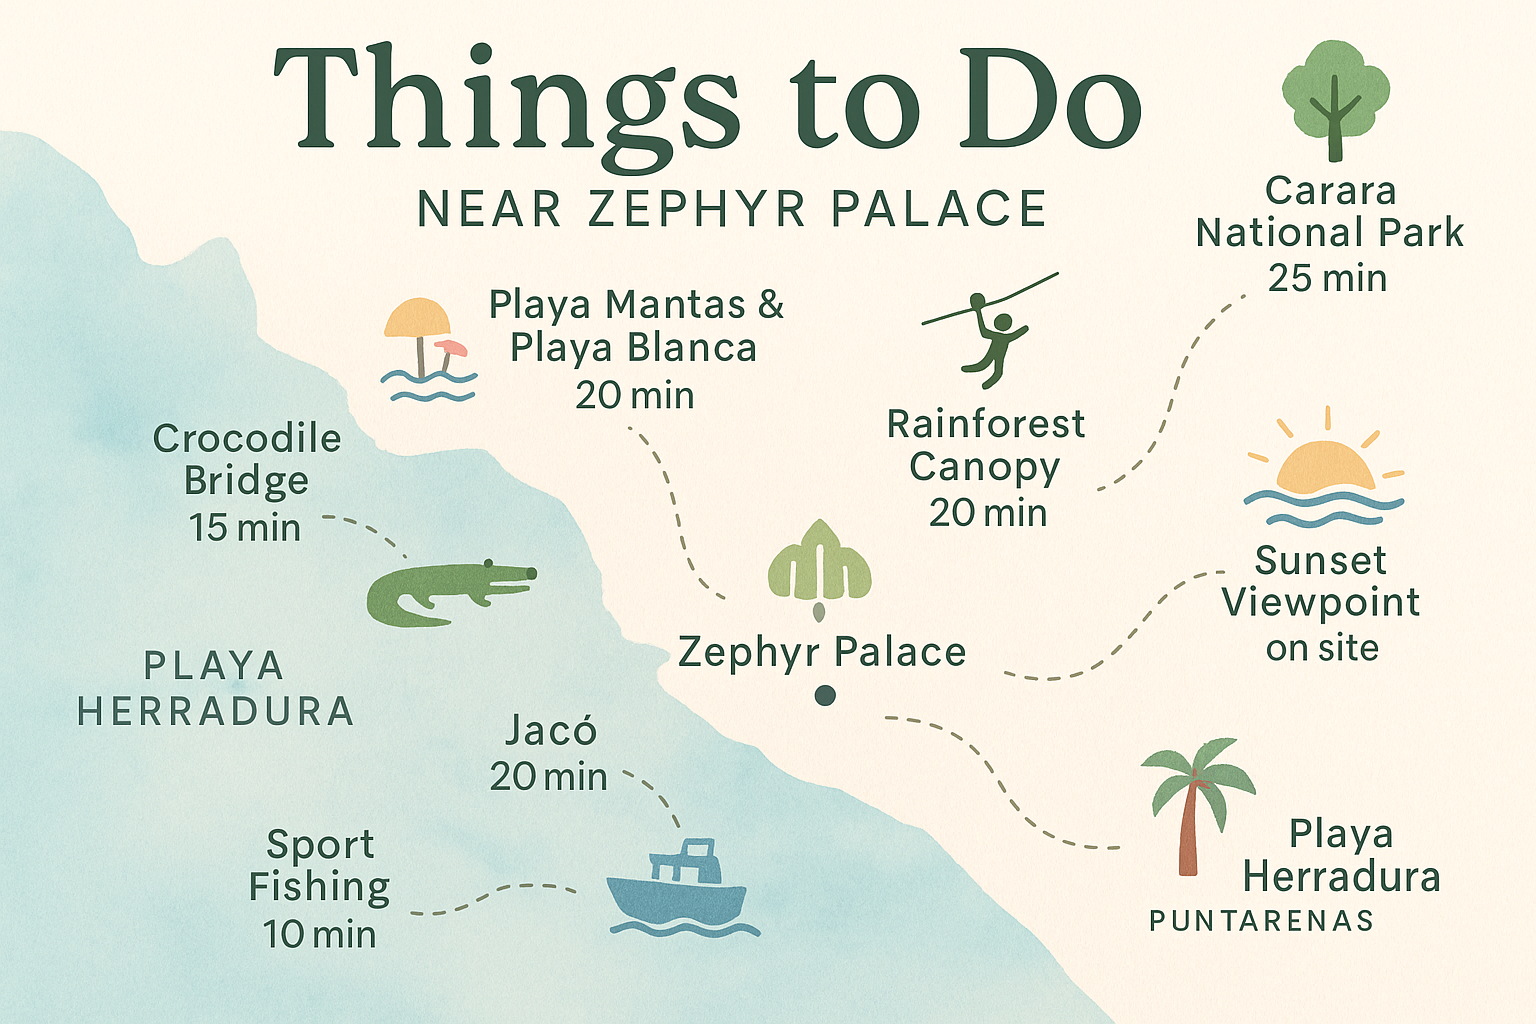 Things to Do
NEAR ZEPHYR PALACE
Carara
National Park
25 min
Playa Mantas &
Playa Blanca
20 min
Rainforest
Canopy
20 min
Crocodile
Bridge
15 min
Sunset
Viewpoint
on site
Zephyr Palace
PLAYA
HERRADURA
Jacó
20 min
Sport
Fishing
10 min
Playa
Herradura
PUNTARENAS